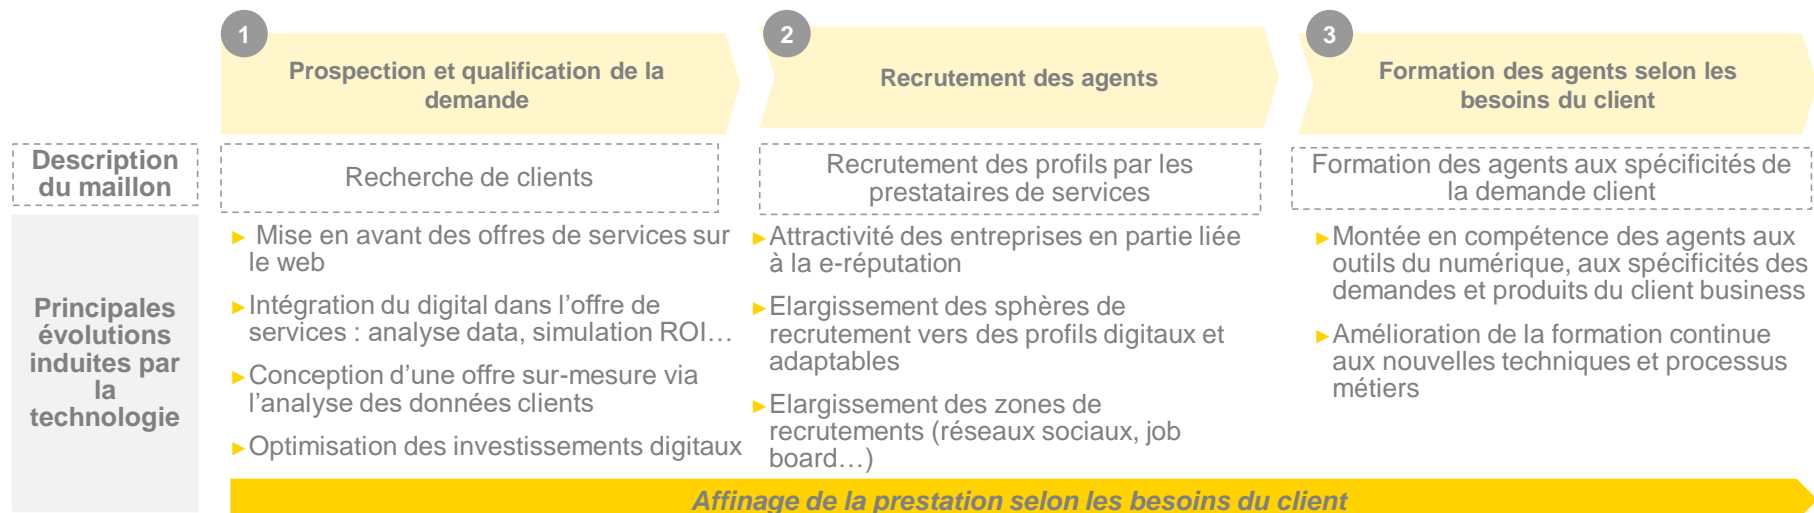 1
Prospection et qualification de la
demande
2
Recrutement des agents
3
Formation des agents selon les
besoins du client
Description
du maillon
Recherche de clients
Recrutement des profils par les
prestataires de services
Formation des agents aux spécificités de
la demande client
Principales
évolutions
induites par
la
technologie
► Mise en avant des offres de services sur
le web
►Intégration du digital dans l’offre de
services : analyse data, simulation ROI…
►Conception d’une offre sur-mesure via
l’analyse des données clients
►Optimisation des investissements digitaux
►Attractivité des entreprises en partie liée
à la e-réputation
►Elargissement des sphères de
recrutement vers des profils digitaux et
adaptables
►Elargissement des zones de
recrutements (réseaux sociaux, job
board…)
►Montée en compétence des agents aux
outils du numérique, aux spécificités des
demandes et produits du client business
►Amélioration de la formation continue
aux nouvelles techniques et processus
métiers
Affinage de la prestation selon les besoins du client